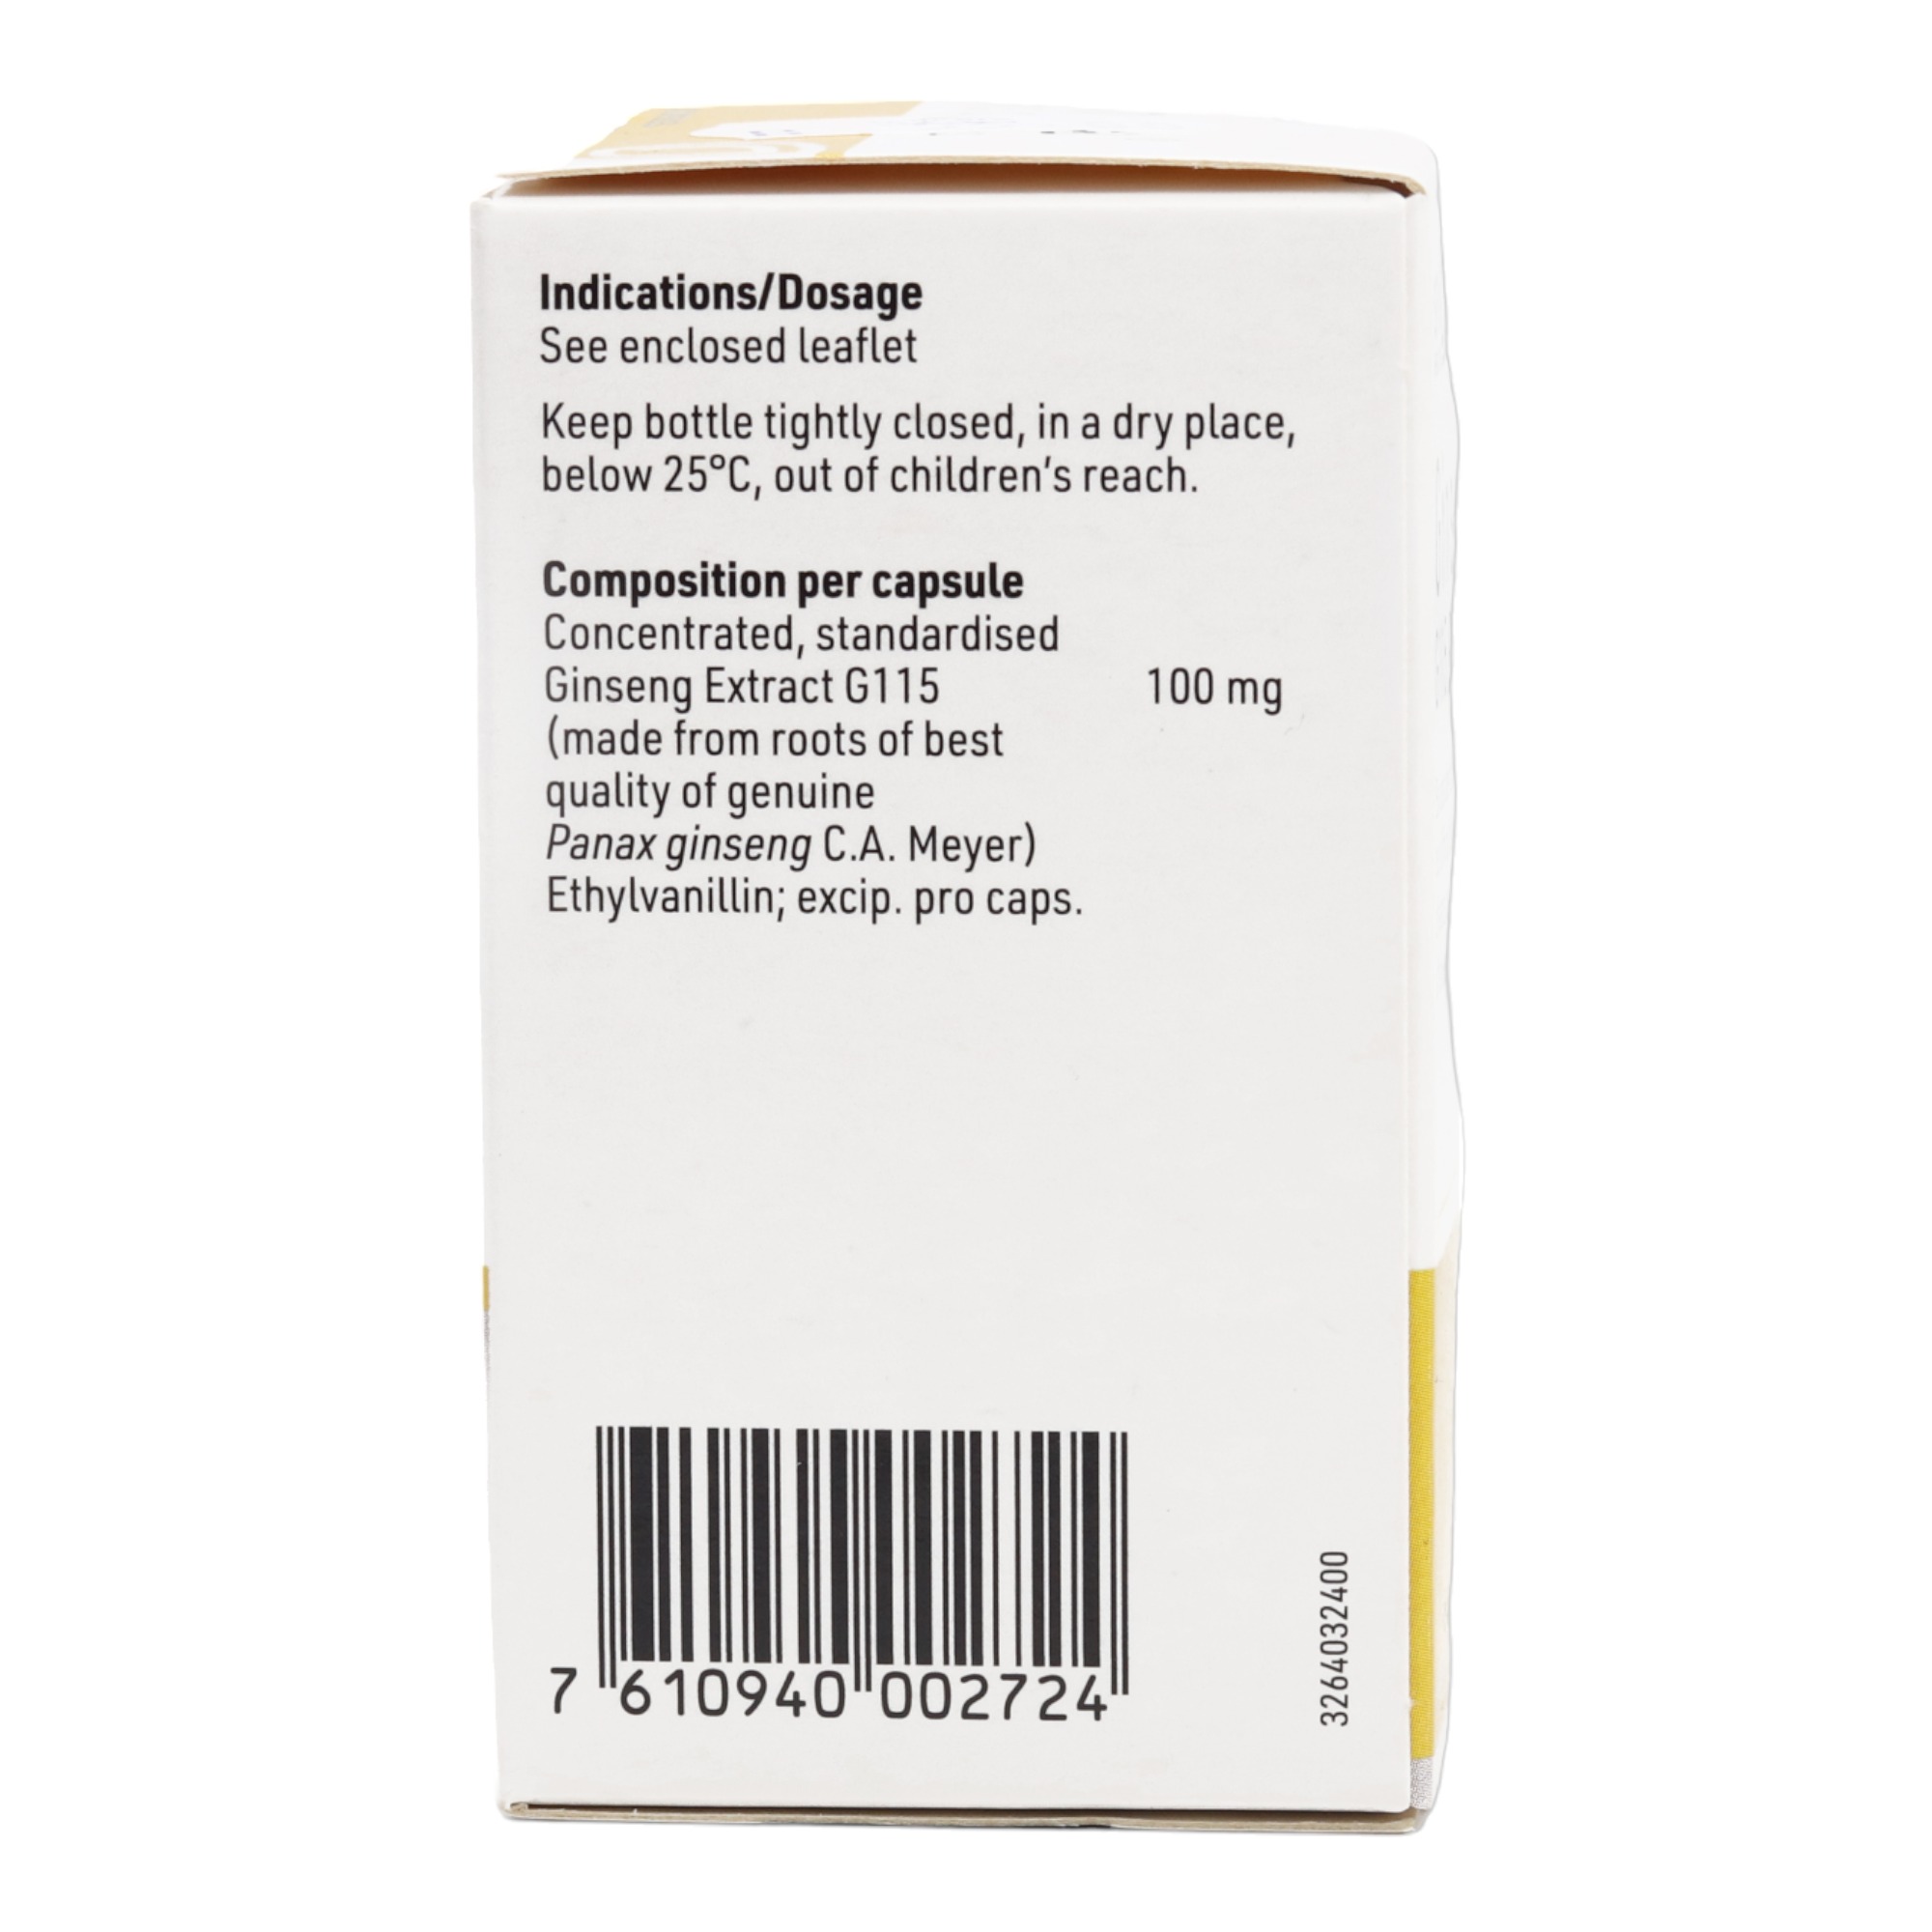 Indications/Dosage
See enclosed leaflet
Keep bottle tightly closed, in a dry place,
below 25°C, out of children's reach.
Composition per capsule
Concentrated, standardised
Ginseng Extract G115 100 mg
(made from roots of best
quality of genuine
Panax ginseng C.A. Meyer)
Ethylvanillin; excip. pro caps.
7 610940 002724
3264032400